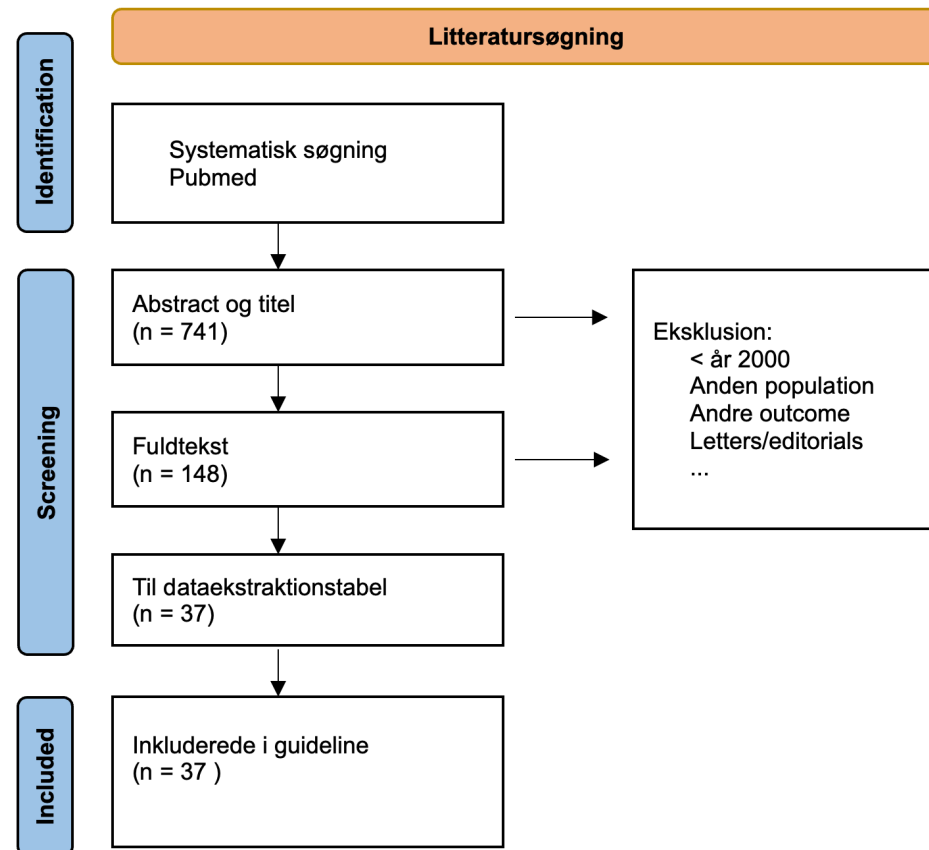 Litteratursøgning
Identification
Systematisk søgning
Pubmed
Screening
Abstract og titel
(n = 741)
Eksklusion:
< år 2000
Anden population
Andre outcome
Letters/editorials
...
Fuldtekst
(n = 148)
Til dataekstraktionstabel
(n = 37)
Included
Inkluderede i guideline
(n = 37 )